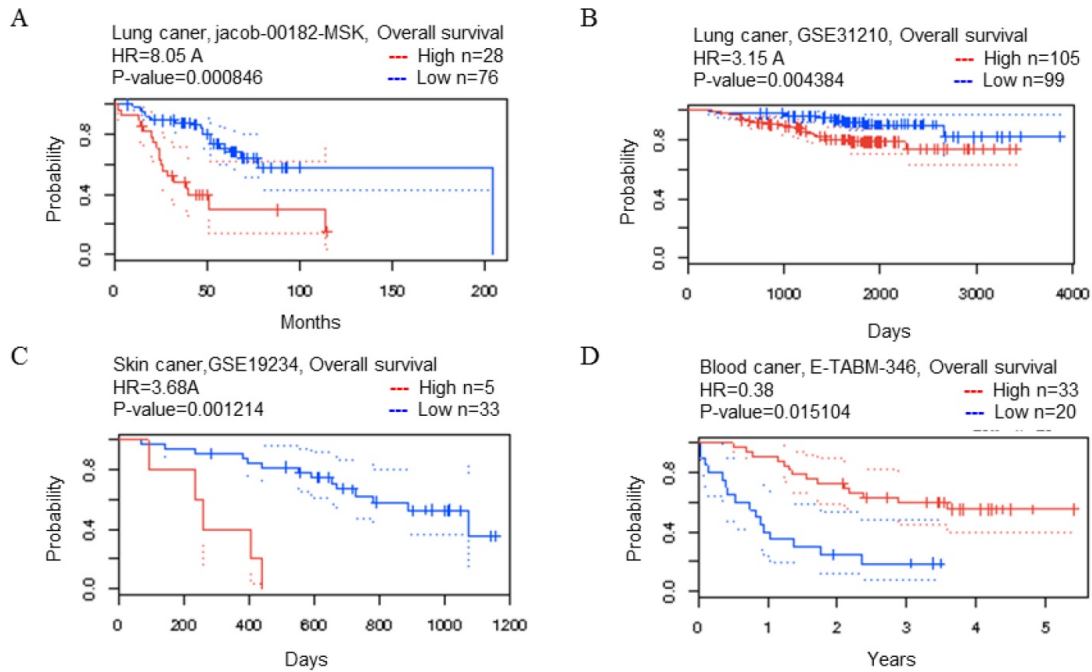 A
Lung caner, jacob-00182-MSK, Overall survival
HR=8.05 A
High n=28
P-value=0.000846
Low n=76
Probability
0.8
0.4
0.0
0 50 100 150 200
Months
B
Lung caner, GSE31210, Overall survival
HR=3.15 A
High n=105
P-value=0.004384
Low n=99
Probability
0.8
0.4
0.0
0 1000 2000 3000 4000
Days
C
Skin caner,GSE19234, Overall survival
HR=3.68A
High n=5
P-value=0.001214
Low n=33
Probability
0.8
0.4
0.0
0 200 400 600 800 1000 1200
Days
D
Blood caner, E-TABM-346, Overall survival
HR=0.38
High n=33
P-value=0.015104
Low n=20
Probability
0.8
0.4
0.0
0 1 2 3 4 5
Years